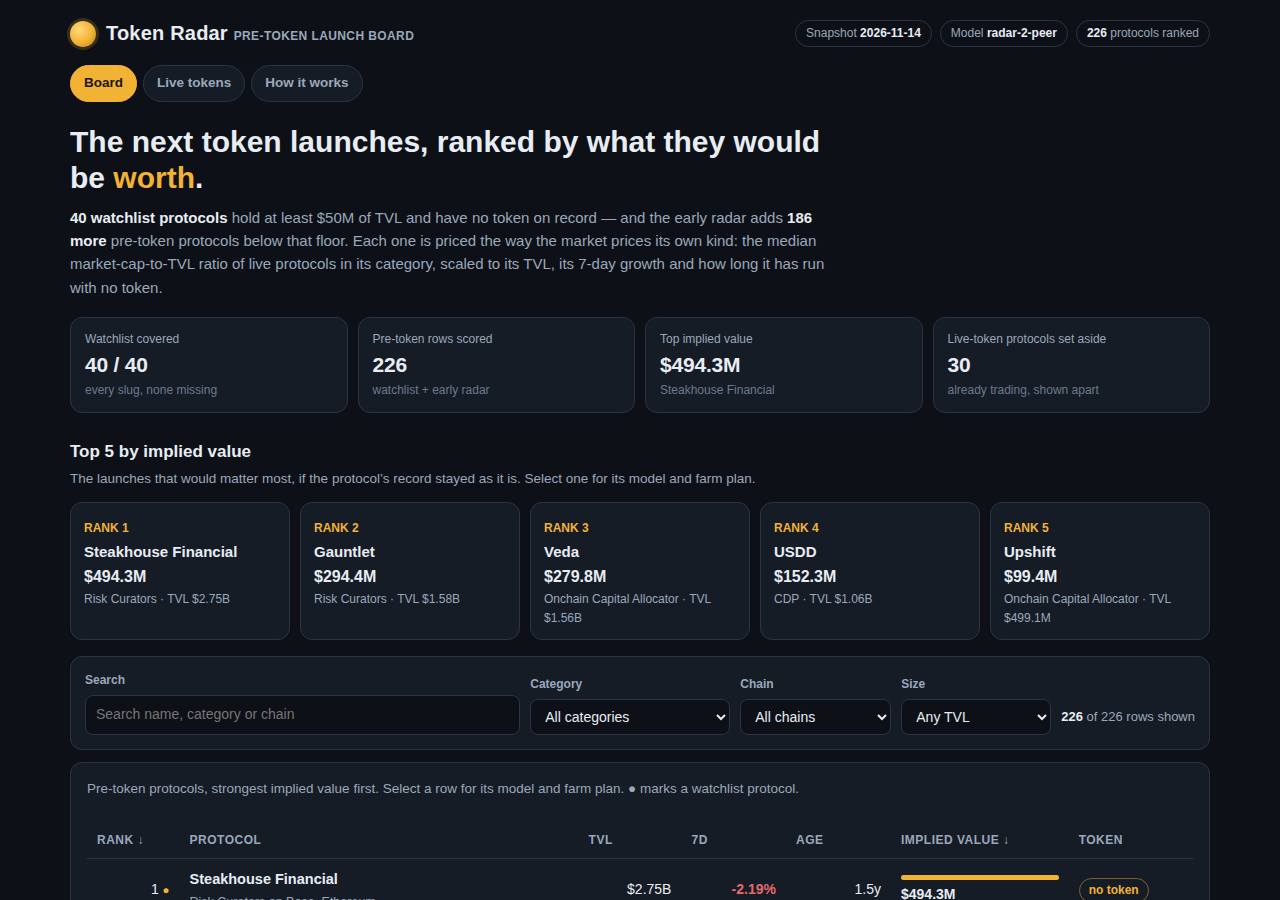 Token Radar PRE-TOKEN LAUNCH BOARD
Snapshot 2026-11-14
Model radar-2-peer
226 protocols ranked
Board
Live tokens
How it works
The next token launches, ranked by what they would
be worth.
40 watchlist protocols hold at least $50M of TVL and have no token on record — and the early radar adds 186
more pre-token protocols below that floor. Each one is priced the way the market prices its own kind: the median
market-cap-to-TVL ratio of live protocols in its category, scaled to its TVL, its 7-day growth and how long it has run
with no token.
Watchlist covered
40 / 40
every slug, none missing
Pre-token rows scored
226
watchlist + early radar
Top implied value
$494.3M
Steakhouse Financial
Live-token protocols set aside
30
already trading, shown apart
Top 5 by implied value
The launches that would matter most, if the protocol's record stayed as it is. Select one for its model and farm plan.
RANK 1
Steakhouse Financial
$494.3M
Risk Curators · TVL $2.75B
RANK 2
Gauntlet
$294.4M
Risk Curators · TVL $1.58B
RANK 3
Veda
$279.8M
Onchain Capital Allocator · TVL
$1.56B
RANK 4
USDD
$152.3M
CDP · TVL $1.06B
RANK 5
Upshift
$99.4M
Onchain Capital Allocator · TVL
$499.1M
Search
Search name, category or chain
Category
All categories
Chain
All chains
Size
Any TVL
226 of 226 rows shown
Pre-token protocols, strongest implied value first. Select a row for its model and farm plan. ● marks a watchlist protocol.
RANK ↓ PROTOCOL TVL 7D AGE IMPLIED VALUE ↓ TOKEN
1 ● Steakhouse Financial $2.75B -2.19% 1.5y $494.3M no token
Risk Curators on Base, Ethereum